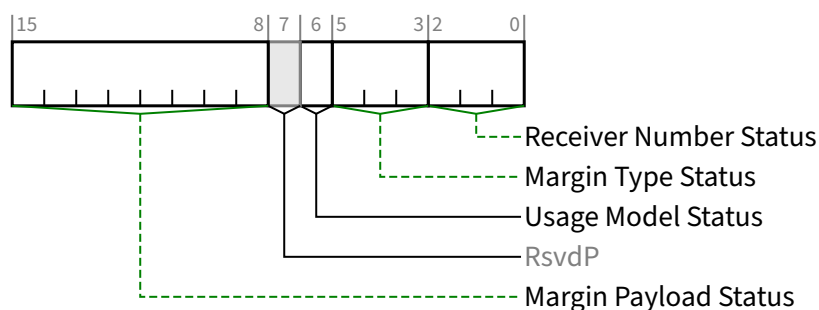 15 8 7 6 5 3 2 0
Receiver Number Status
Margin Type Status
Usage Model Status
RsvdP
Margin Payload Status